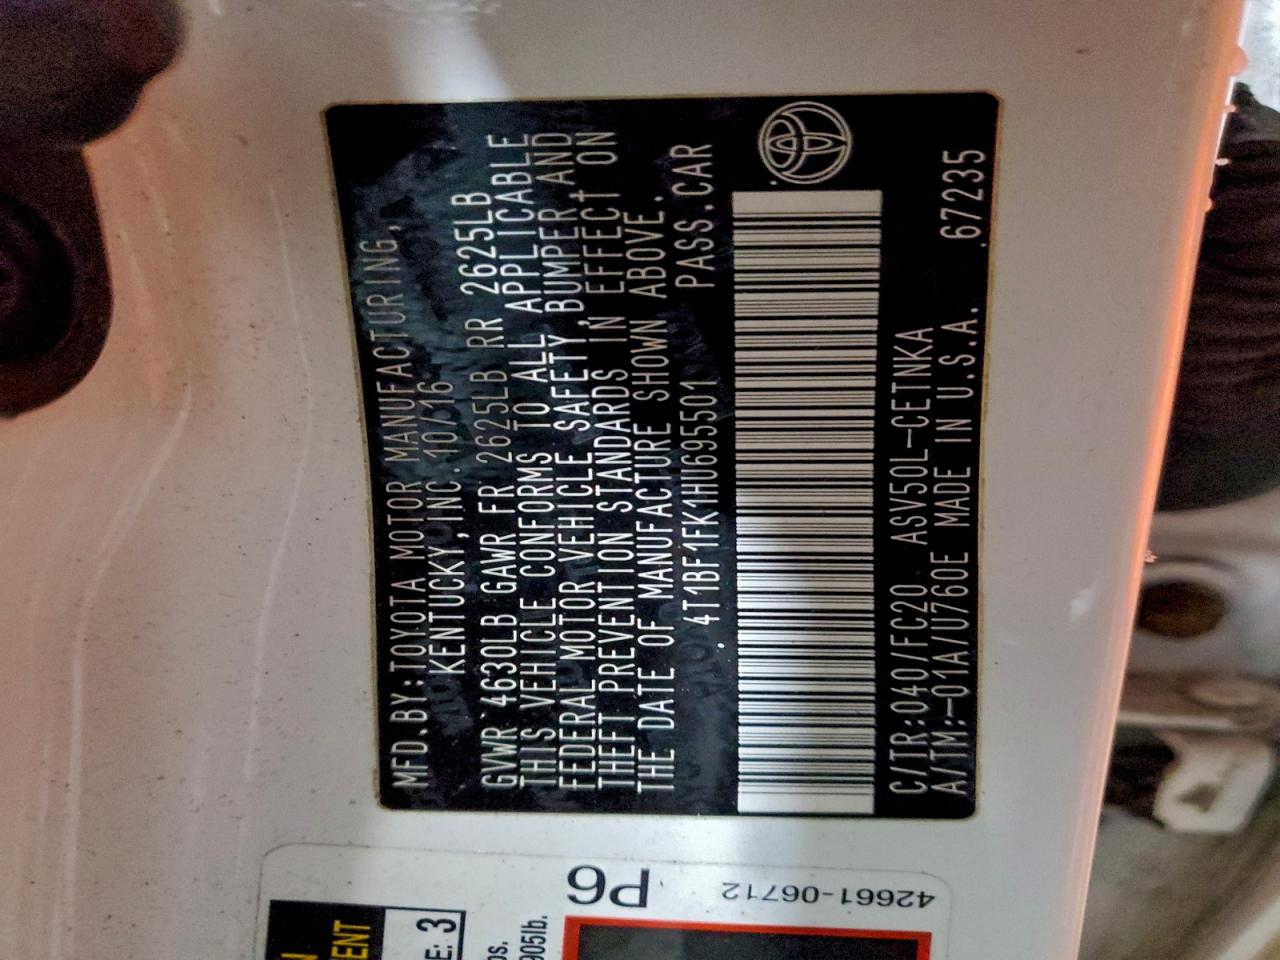 MFD.BY:TOYOTA MOTOR MANUFACTURING,
KENTUCKY,INC.10/16
GVWR 4630LB GAWR FR 2625LB RR 2625LB
THIS VEHICLE CONFORMS TO ALL APPLICABLE
FEDERAL MOTOR VEHICLE SAFETY,BUMPER AND
THEFT PREVENTION STANDARDS IN EFFECT ON
THE DATE OF MANUFACTURE SHOWN ABOVE.
4T1BF1FK1HU695501 PASS.CAR
C/TR:040/FC20 ASV50L-CETNKA
A/TM:-01A/U760E MADE IN U.S.A. 67235
P6
42661-06712
E: 3
905lb.